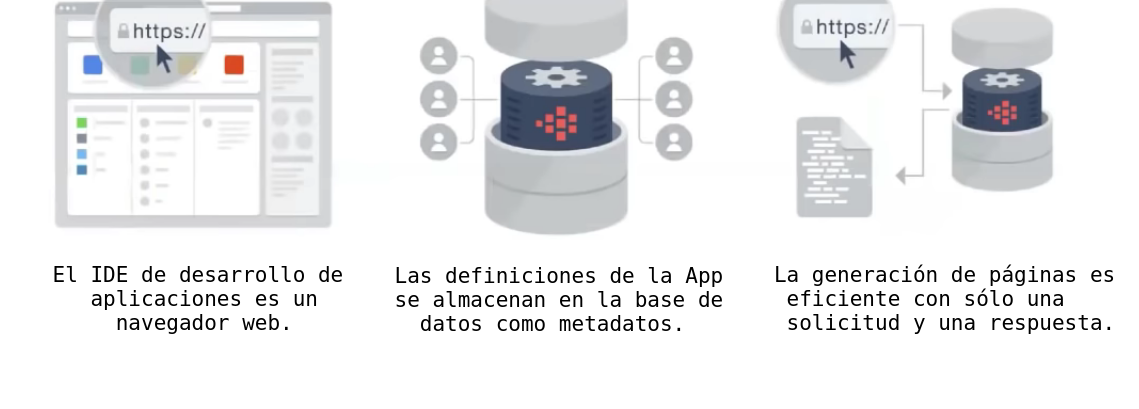 https://
https://
El IDE de desarrollo de
aplicaciones es un
navegador web.
Las definiciones de la App
se almacenan en la base de
datos como metadatos.
La generación de páginas es
eficiente con sólo una
solicitud y una respuesta.